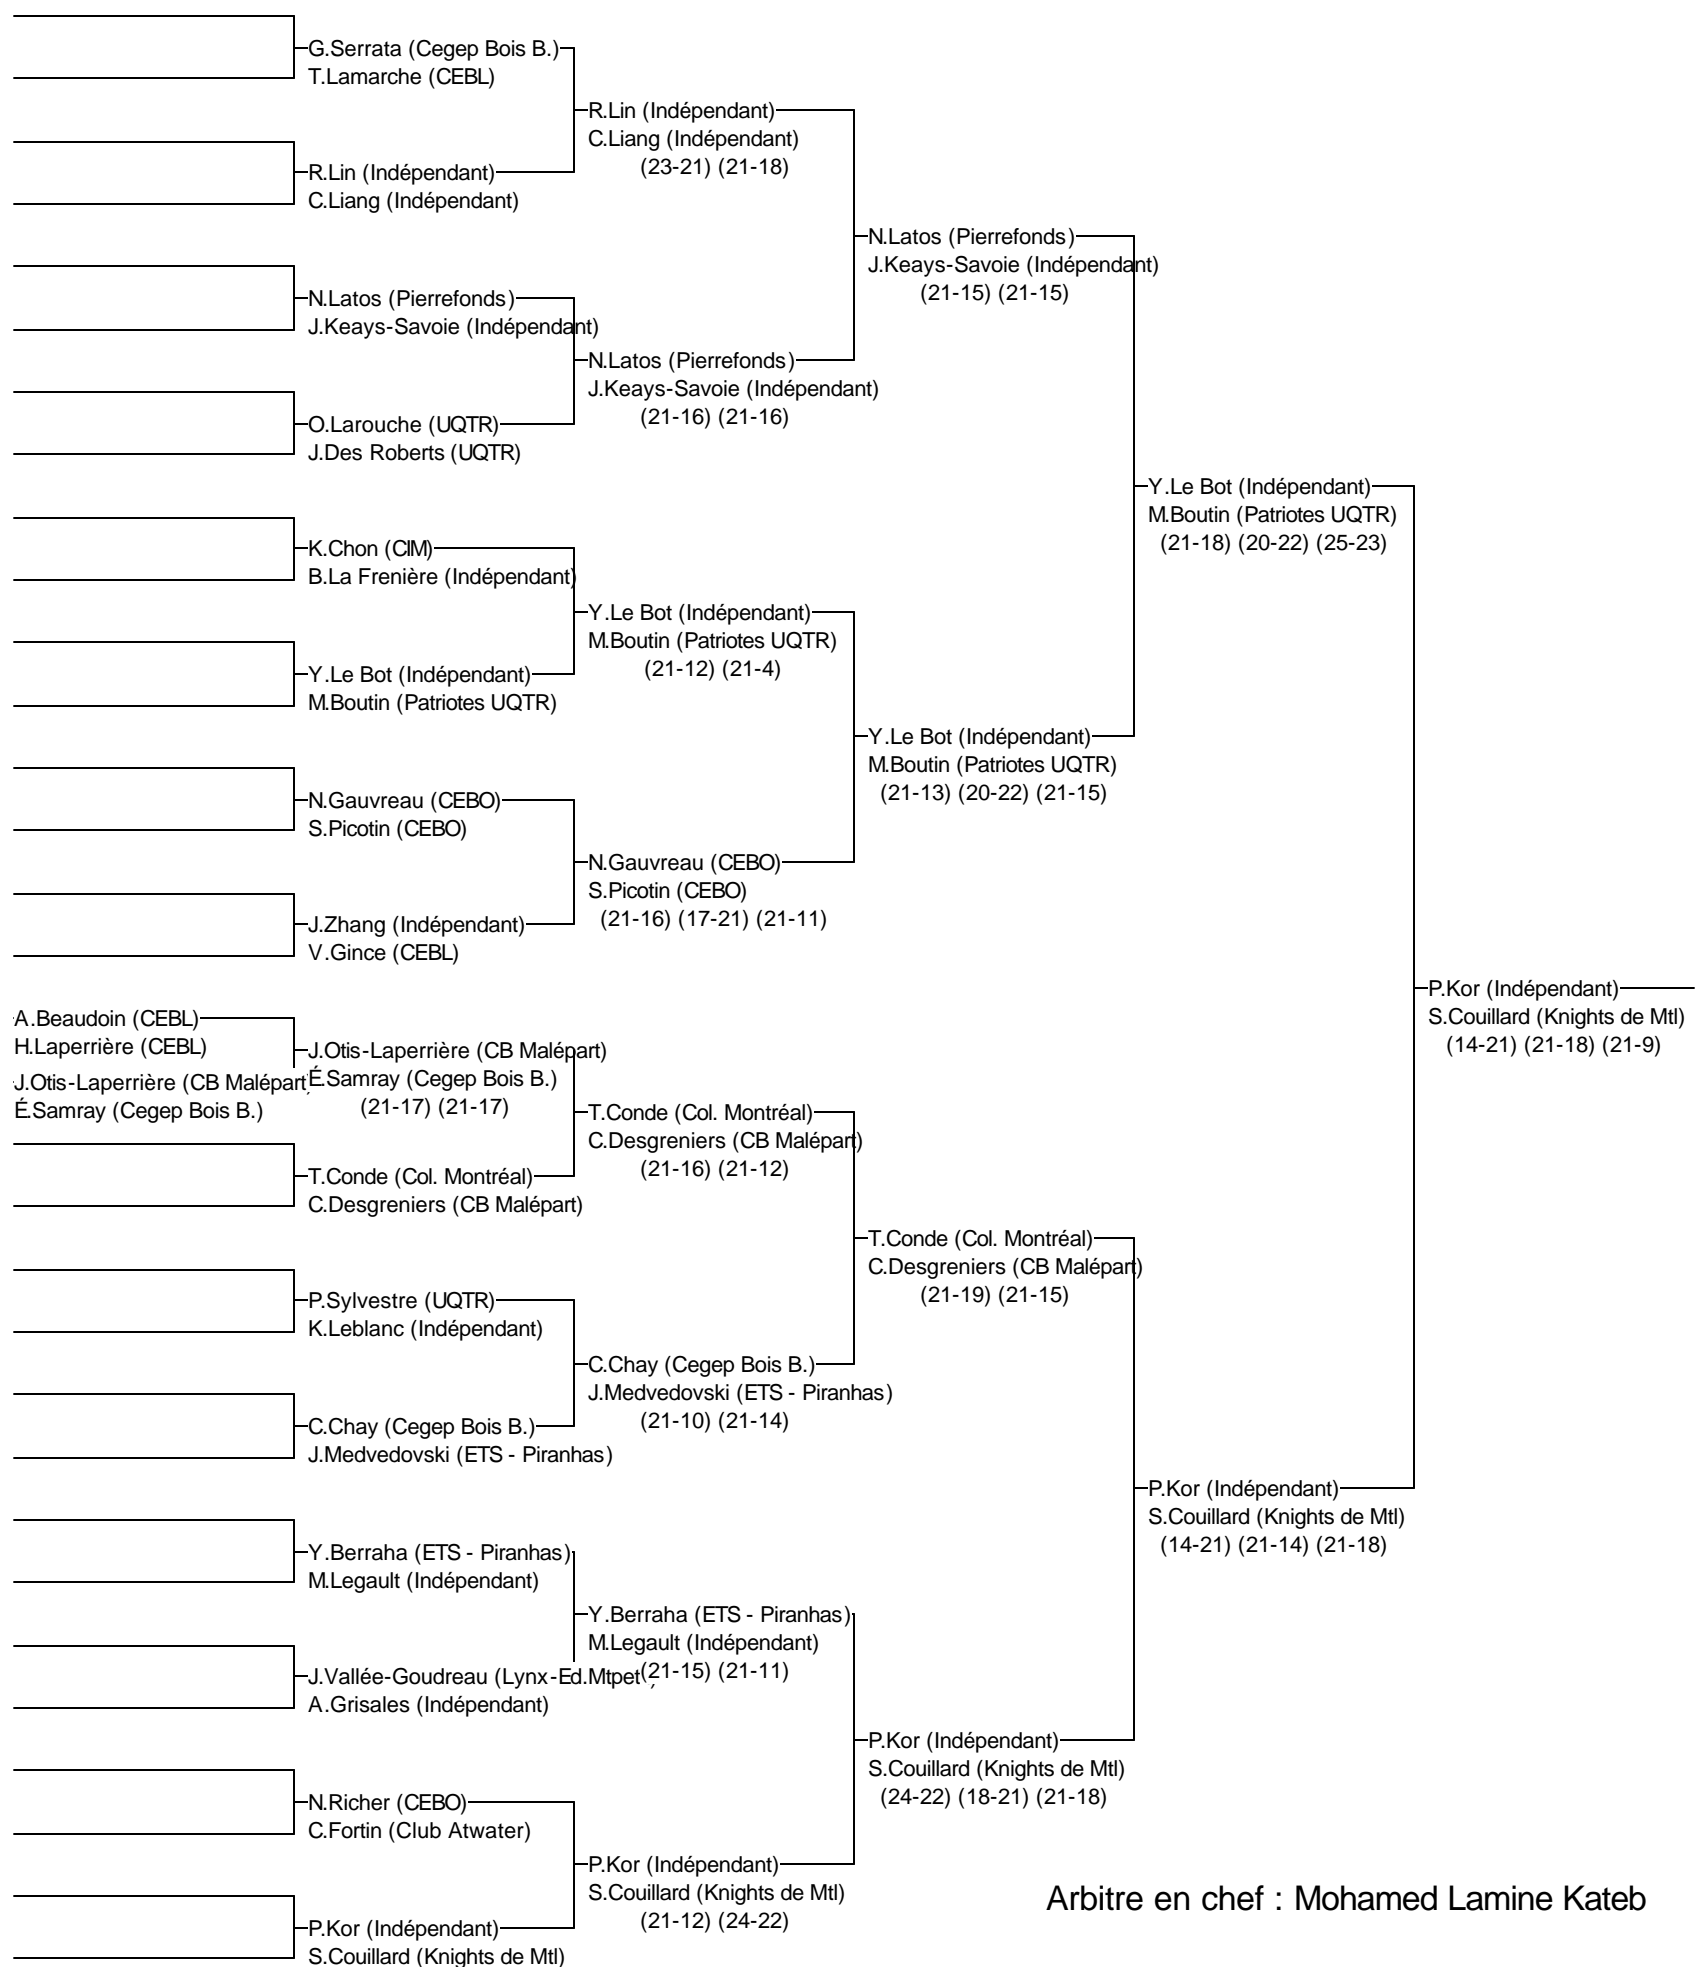 G.Serrata (Cegep Bois B.)
T.Lamarche (CEBL)
R.Lin (Indépendant)
C.Liang (Indépendant)
(23-21) (21-18)
R.Lin (Indépendant)
C.Liang (Indépendant)
N.Latos (Pierrefonds)
J.Keays-Savoie (Indépendant)
(21-15) (21-15)
N.Latos (Pierrefonds)
J.Keays-Savoie (Indépendant)
N.Latos (Pierrefonds)
J.Keays-Savoie (Indépendant)
(21-16) (21-16)
O.Larouche (UQTR)
J.Des Roberts (UQTR)
Y.Le Bot (Indépendant)
M.Boutin (Patriotes UQTR)
(21-18) (20-22) (25-23)
K.Chon (CIM)
B.La Frenière (Indépendant)
Y.Le Bot (Indépendant)
M.Boutin (Patriotes UQTR)
(21-12) (21-4)
Y.Le Bot (Indépendant)
M.Boutin (Patriotes UQTR)
Y.Le Bot (Indépendant)
M.Boutin (Patriotes UQTR)
(21-13) (20-22) (21-15)
N.Gauvreau (CEBO)
S.Picotin (CEBO)
N.Gauvreau (CEBO)
S.Picotin (CEBO)
(21-16) (17-21) (21-11)
J.Zhang (Indépendant)
V.Gince (CEBL)
P.Kor (Indépendant)
S.Couillard (Knights de Mtl)
(14-21) (21-18) (21-9)
A.Beaudoin (CEBL)
H.Laperrière (CEBL)
J.Otis-Laperrière (CB Malépart)
É.Samray (Cegep Bois B.)
(21-17) (21-17)
J.Otis-Laperrière (CB Malépart)
É.Samray (Cegep Bois B.)
T.Conde (Col. Montréal)
C.Desgreniers (CB Malépart)
(21-16) (21-12)
T.Conde (Col. Montréal)
C.Desgreniers (CB Malépart)
T.Conde (Col. Montréal)
C.Desgreniers (CB Malépart)
(21-19) (21-15)
P.Sylvestre (UQTR)
K.Leblanc (Indépendant)
C.Chay (Cegep Bois B.)
J.Medvedovski (ETS - Piranhas)
(21-10) (21-14)
C.Chay (Cegep Bois B.)
J.Medvedovski (ETS - Piranhas)
P.Kor (Indépendant)
S.Couillard (Knights de Mtl)
(14-21) (21-14) (21-18)
Y.Berraha (ETS - Piranhas)
M.Legault (Indépendant)
Y.Berraha (ETS - Piranhas)
M.Legault (Indépendant)
(21-15) (21-11)
J.Vallée-Goudreau (Lynx-Ed.Mtpet)
A.Grisales (Indépendant)
P.Kor (Indépendant)
S.Couillard (Knights de Mtl)
(24-22) (18-21) (21-18)
N.Richer (CEBO)
C.Fortin (Club Atwater)
P.Kor (Indépendant)
S.Couillard (Knights de Mtl)
(21-12) (24-22)
P.Kor (Indépendant)
S.Couillard (Knights de Mtl)
Arbitre en chef : Mohamed Lamine Kateb